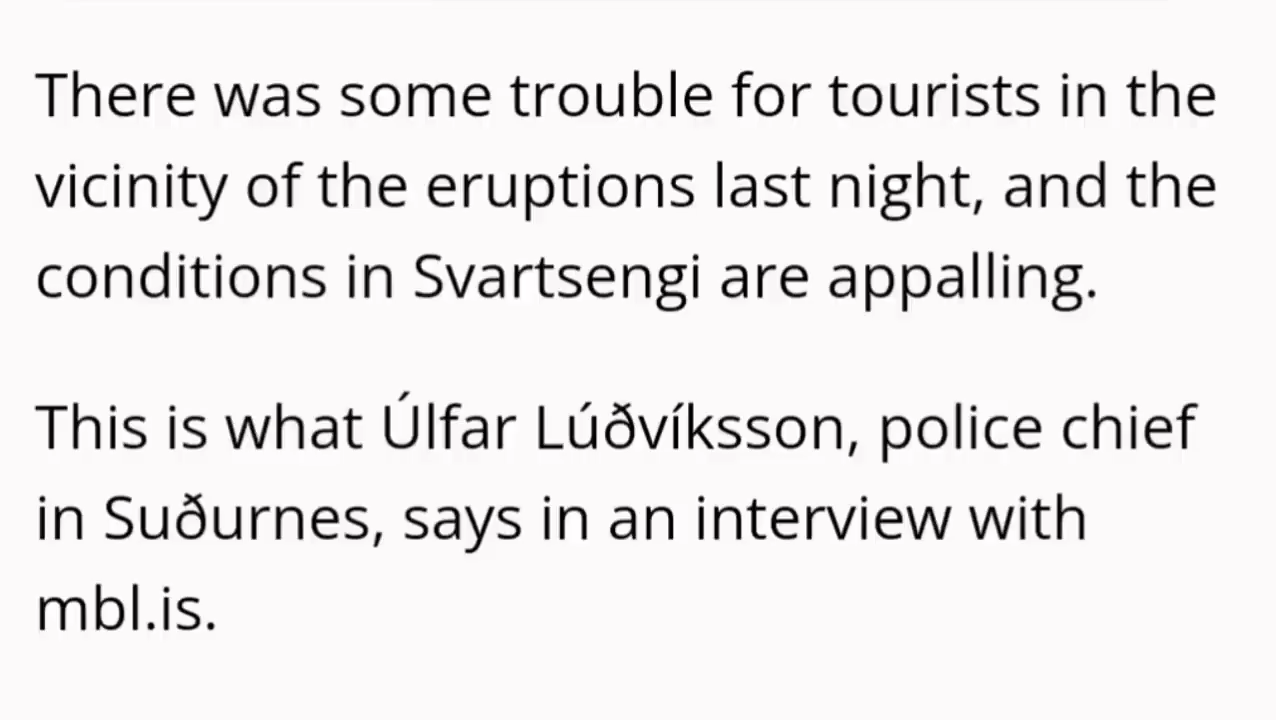 There was some trouble for tourists in the
vicinity of the eruptions last night, and the
conditions in Svartsengi are appalling.
This is what Úlfar Lúðvíksson, police chief
in Suðurnes, says in an interview with
mbl.is.